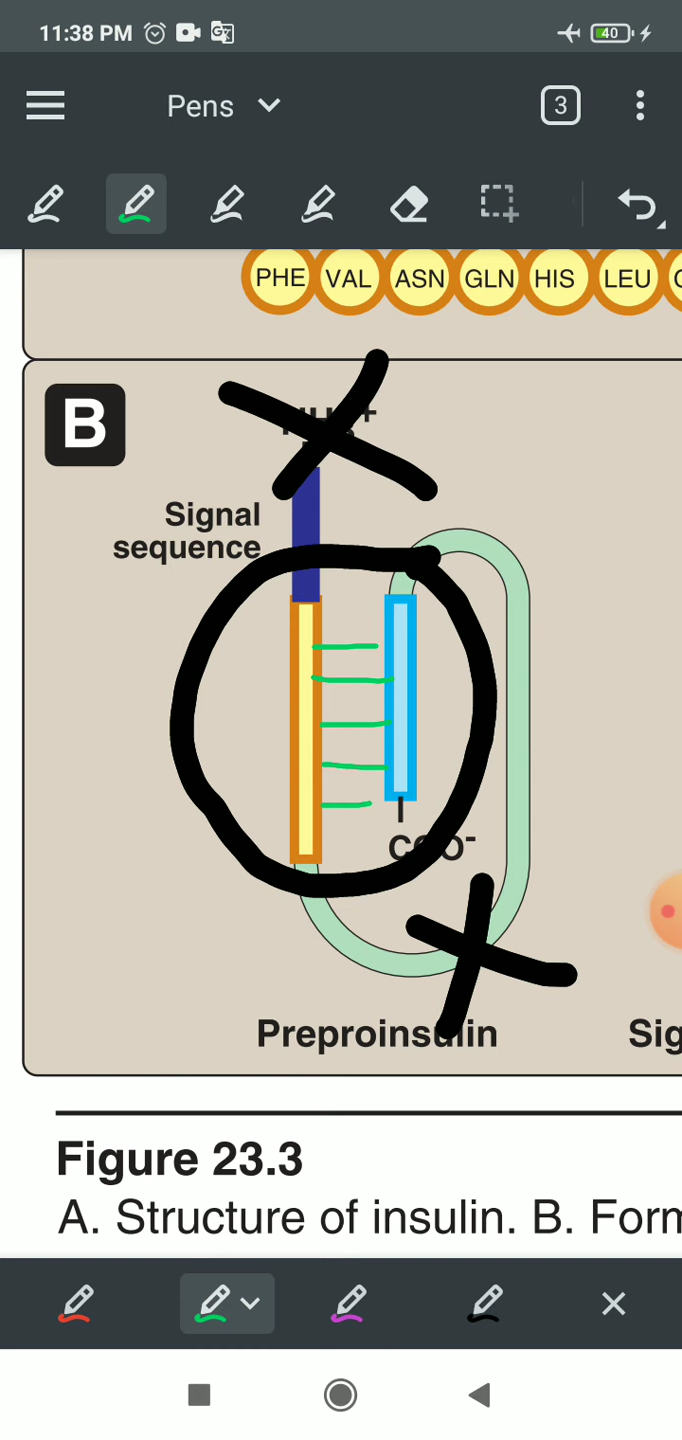 11:38 PM
40
Pens
3
PHE VAL ASN GLN HIS LEU
B
Signal
sequence
COO-
Preproinsulin
Sig
Figure 23.3
A. Structure of insulin. B. Form